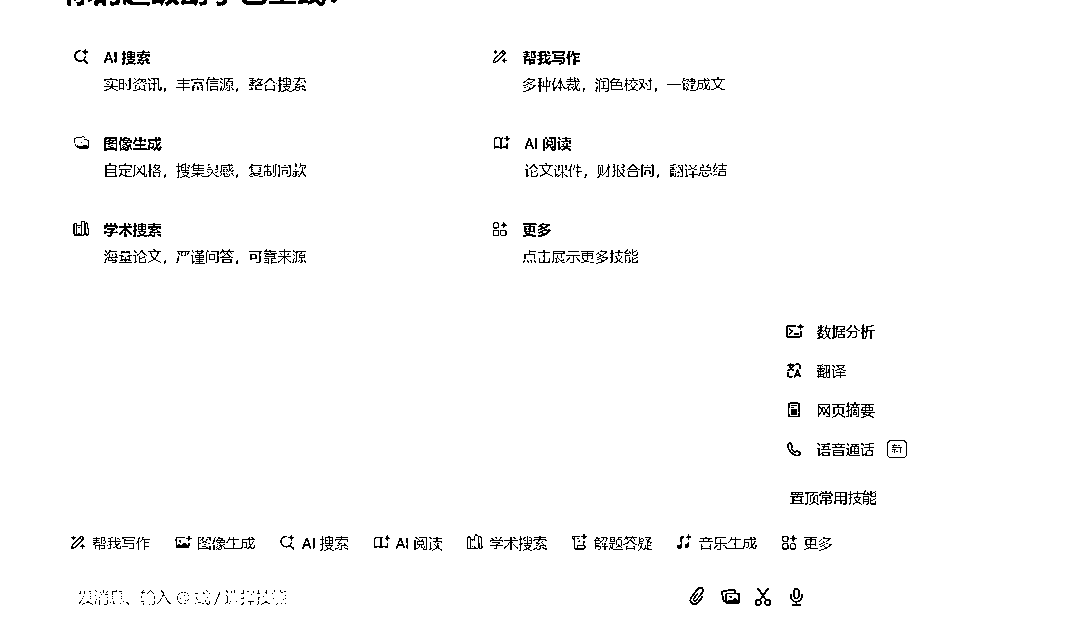 AI 搜索
实时资讯，丰富信源，整合搜索
帮我写作
多种体裁，润色校对，一键成文
图像生成
自定风格，搜集灵感，复制同款
AI 阅读
论文课件，财报合同，翻译总结
学术搜索
海量论文，严谨问答，可靠来源
更多
点击展示更多技能
数据分析
翻译
网页摘要
语音通话 新
置顶常用技能
帮我写作 图像生成 AI 搜索 AI 阅读 学术搜索 解题答疑 音乐生成 更多
发消息、输入 @ 或 / 选择技能